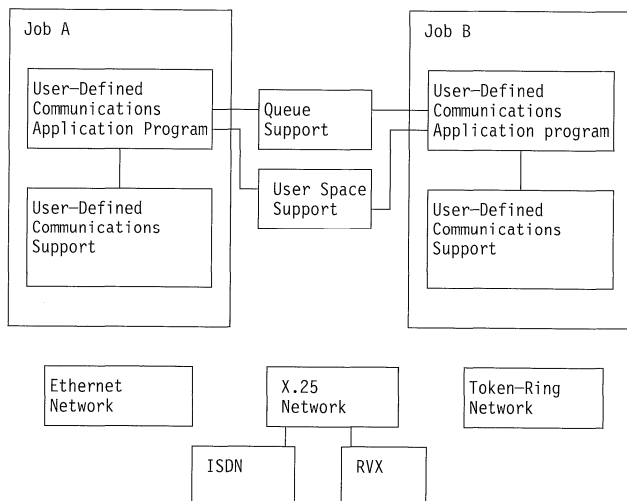 Job A
Job B
User-Defined
Communications
Application Program
Queue
Support
User-Defined
Communications
Application program
User Space
Support
User-Defined
Communications
Support
User-Defined
Communications
Support
Ethernet
Network
X.25
Network
Token-Ring
Network
ISDN
RVX